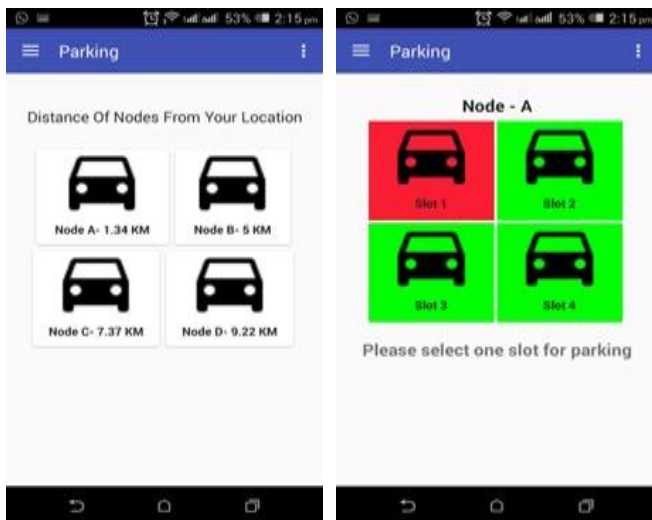 53% 2:15 pm
Parking
Distance Of Nodes From Your Location
Node A- 1.34 KM
Node B- 5 KM
Node C- 7.37 KM
Node D- 9.22 KM
53% 2:15 pm
Parking
Node - A
Slot 1
Slot 2
Slot 3
Slot 4
Please select one slot for parking